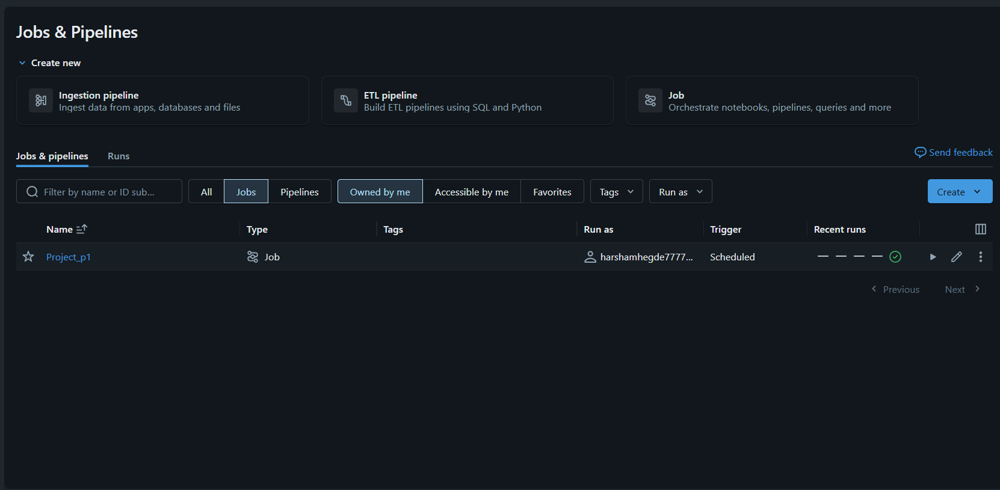 Jobs & Pipelines
Create new
Ingestion pipeline
Ingest data from apps, databases and files
ETL pipeline
Build ETL pipelines using SQL and Python
Job
Orchestrate notebooks, pipelines, queries and more
Jobs & pipelines Runs Send feedback
Filter by name or ID sub... All Jobs Pipelines Owned by me Accessible by me Favorites Tags Run as Create
Name Type Tags Run as Trigger Recent runs
Project_p1 Job harshamhegde7777... Scheduled
Previous Next